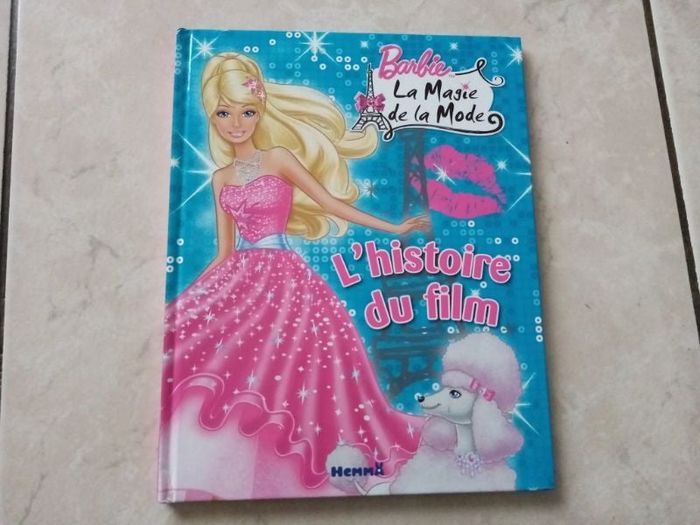 Barbie
La Magie
de la Mode
L'histoire
du film
Hemma